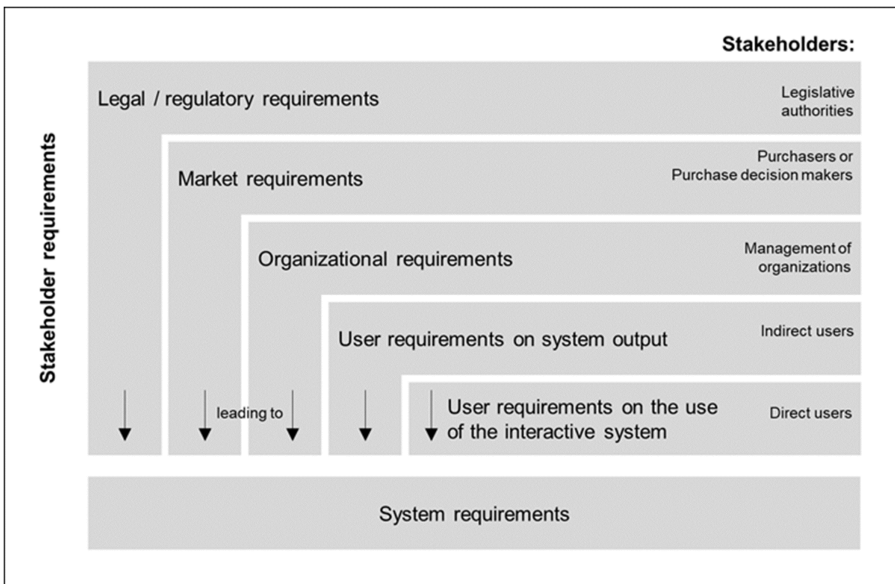 Stakeholders:
Stakeholder requirements
Legal / regulatory requirements
Legislative
authorities
Market requirements
Purchasers or
Purchase decision makers
Organizational requirements
Management of
organizations
User requirements on system output
Indirect users
leading to
User requirements on the use
of the interactive system
Direct users
System requirements